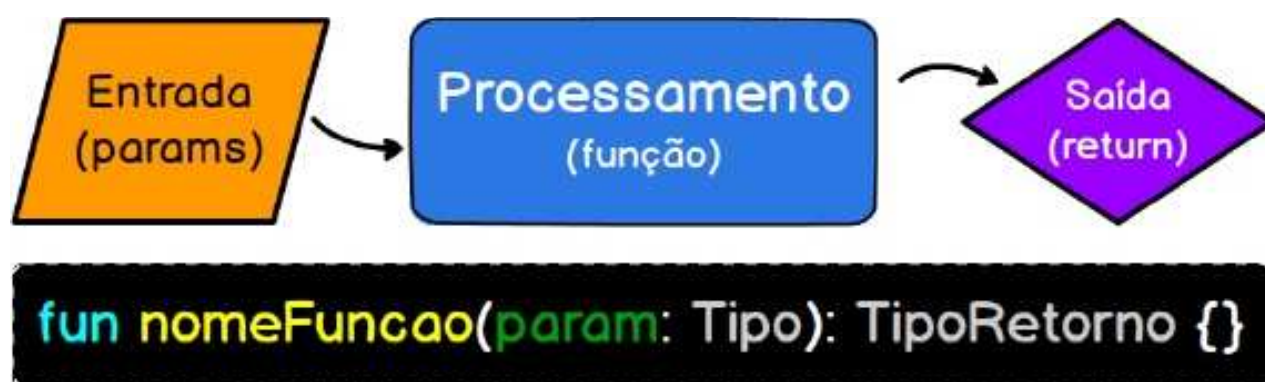 Entrada
(params)
Processamento
(função)
Saída
(return)
fun nomeFuncao(param: Tipo): TipoRetorno {}